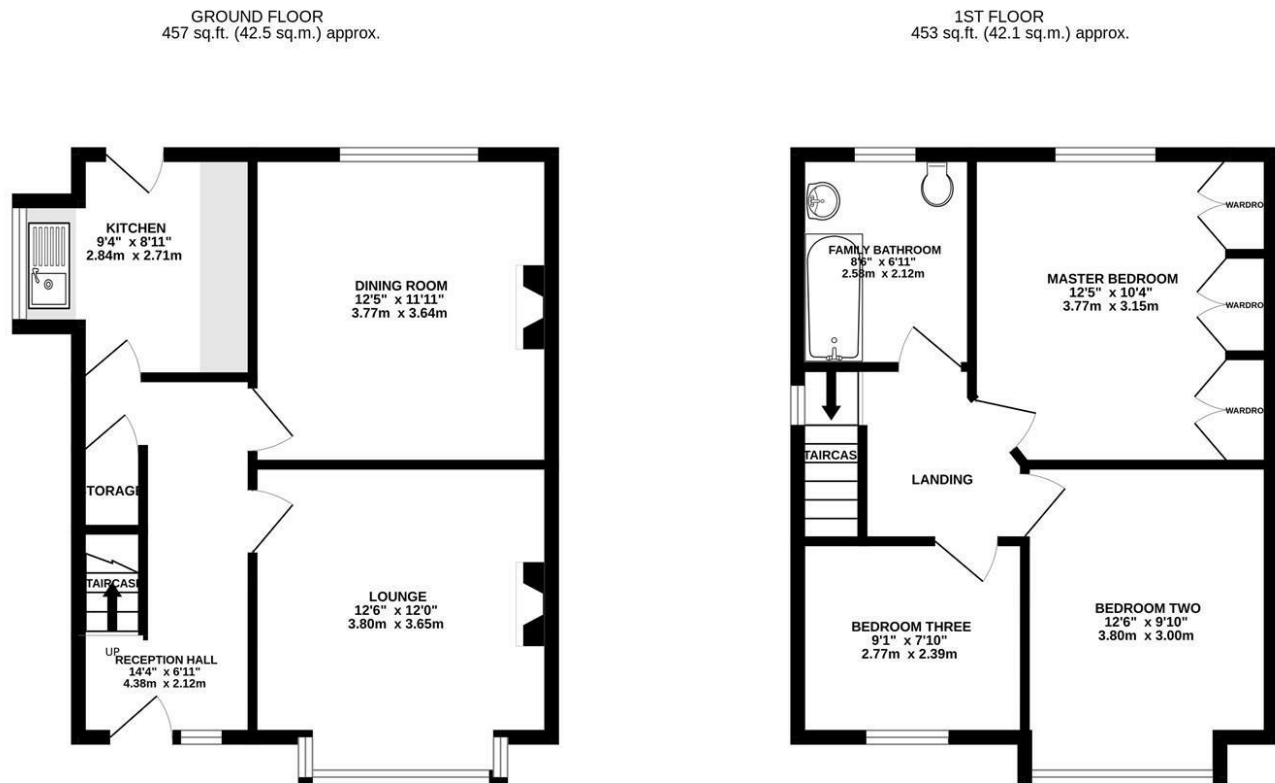 GROUND FLOOR
457 sq.ft. (42.5 sq.m.) approx.
KITCHEN
9'4" x 8'11"
2.84m x 2.71m
DINING ROOM
12'5" x 11'11"
3.77m x 3.64m
TORAGE
TAIRCASE
UP
RECEPTION HALL
14'4" x 6'11"
4.38m x 2.12m
LOUNGE
12'6" x 12'0"
3.80m x 3.65m
1ST FLOOR
453 sq.ft. (42.1 sq.m.) approx.
FAMILY BATHROOM
8'6" x 6'11"
2.58m x 2.12m
MASTER BEDROOM
12'5" x 10'4"
3.77m x 3.15m
WARDRO
WARDRO
WARDRO
TAIRCAS
LANDING
BEDROOM THREE
9'1" x 7'10"
2.77m x 2.39m
BEDROOM TWO
12'6" x 9'10"
3.80m x 3.00m